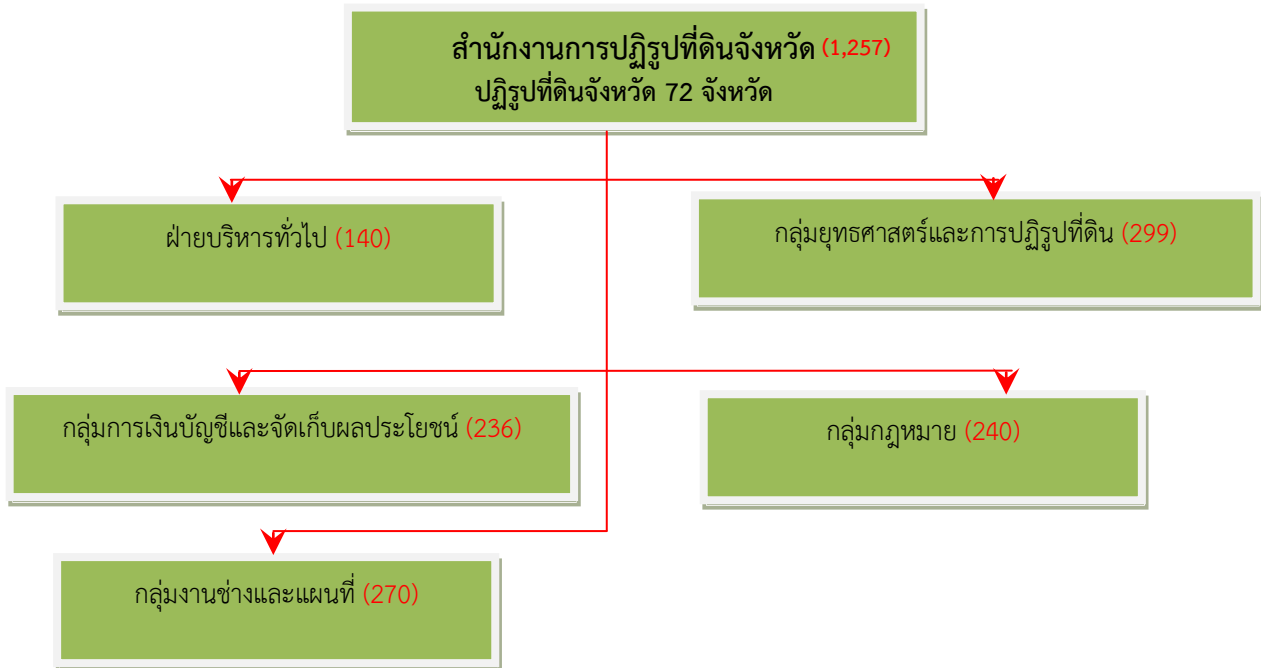 สำนักงานการปฏิรูปที่ดินจังหวัด (1,257)
ปฏิรูปที่ดินจังหวัด 72 จังหวัด
ฝ่ายบริหารทั่วไป (140)
กลุ่มยุทธศาสตร์และการปฏิรูปที่ดิน (299)
กลุ่มการเงินบัญชีและจัดเก็บผลประโยชน์ (236)
กลุ่มกฎหมาย (240)
กลุ่มงานช่างและแผนที่ (270)